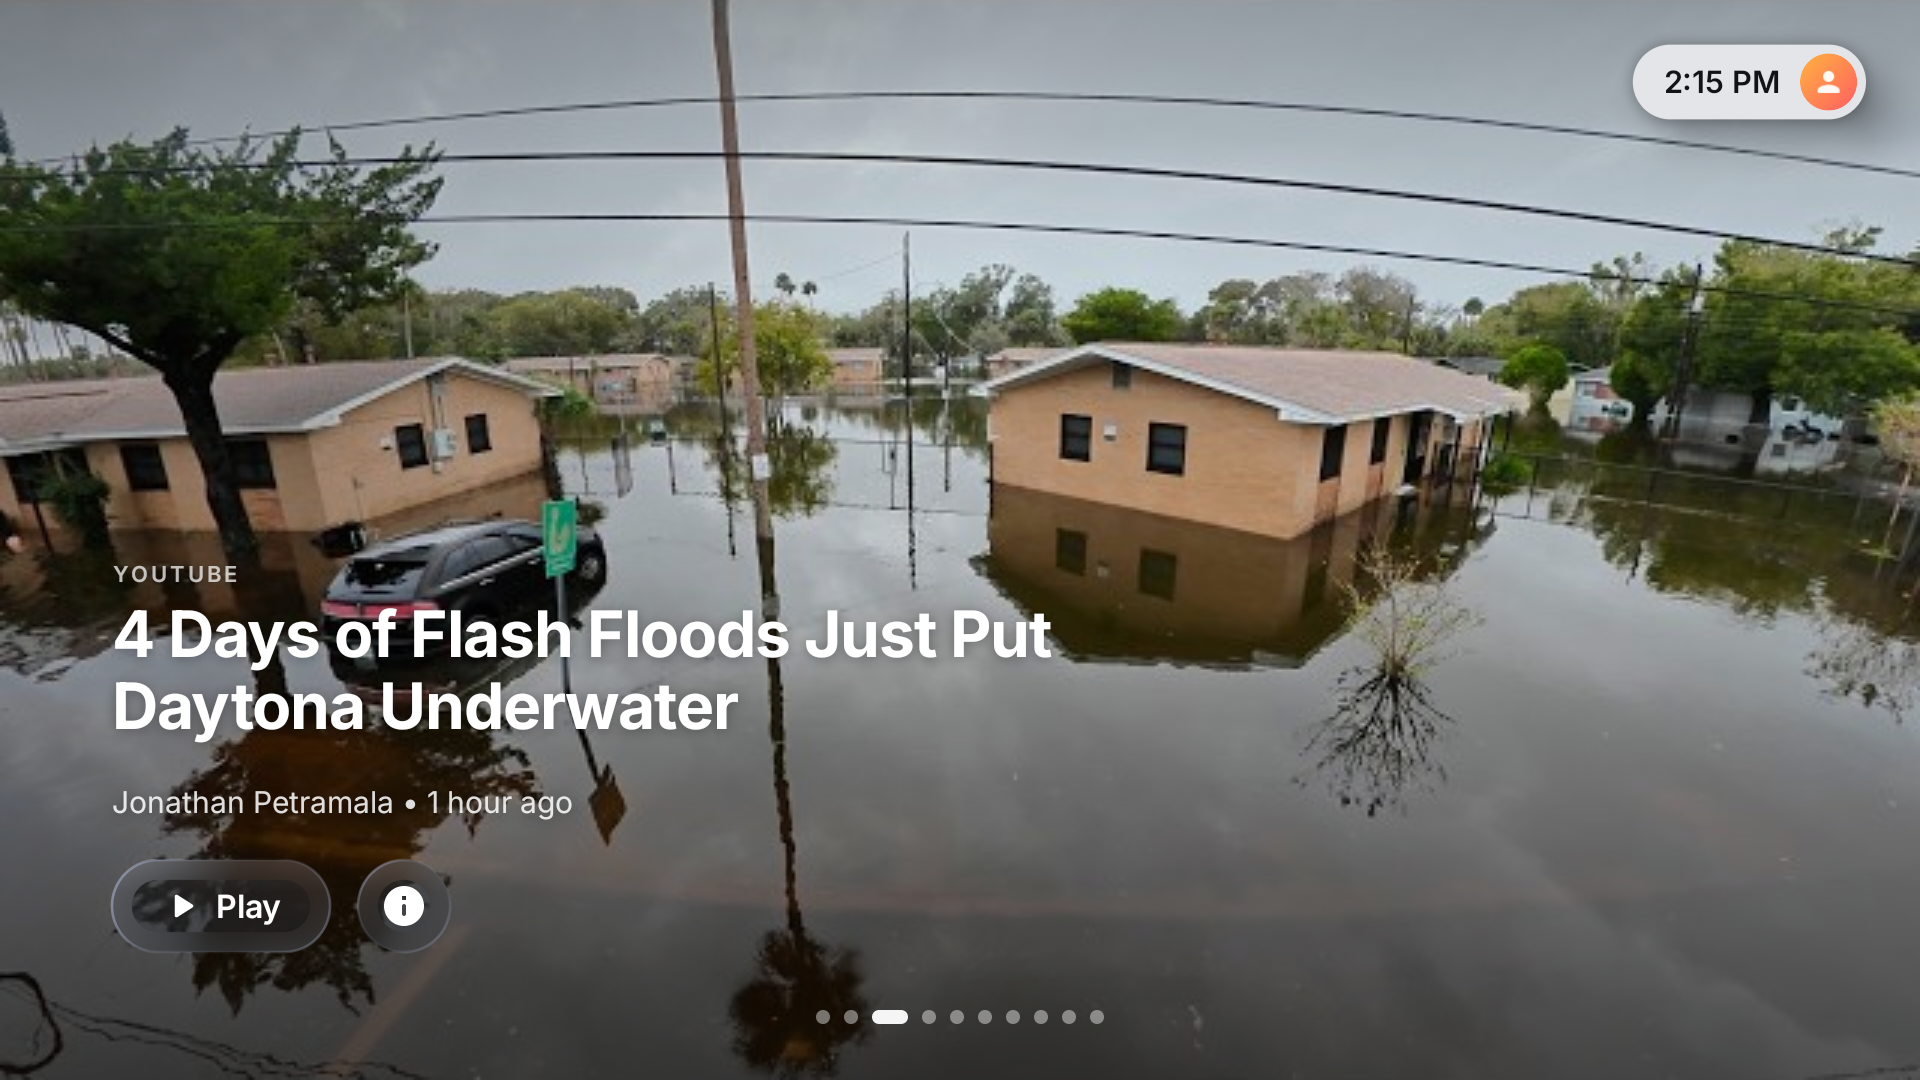 2:15 PM
YOUTUBE
4 Days of Flash Floods Just Put
Daytona Underwater
Jonathan Petramala • 1 hour ago
Play